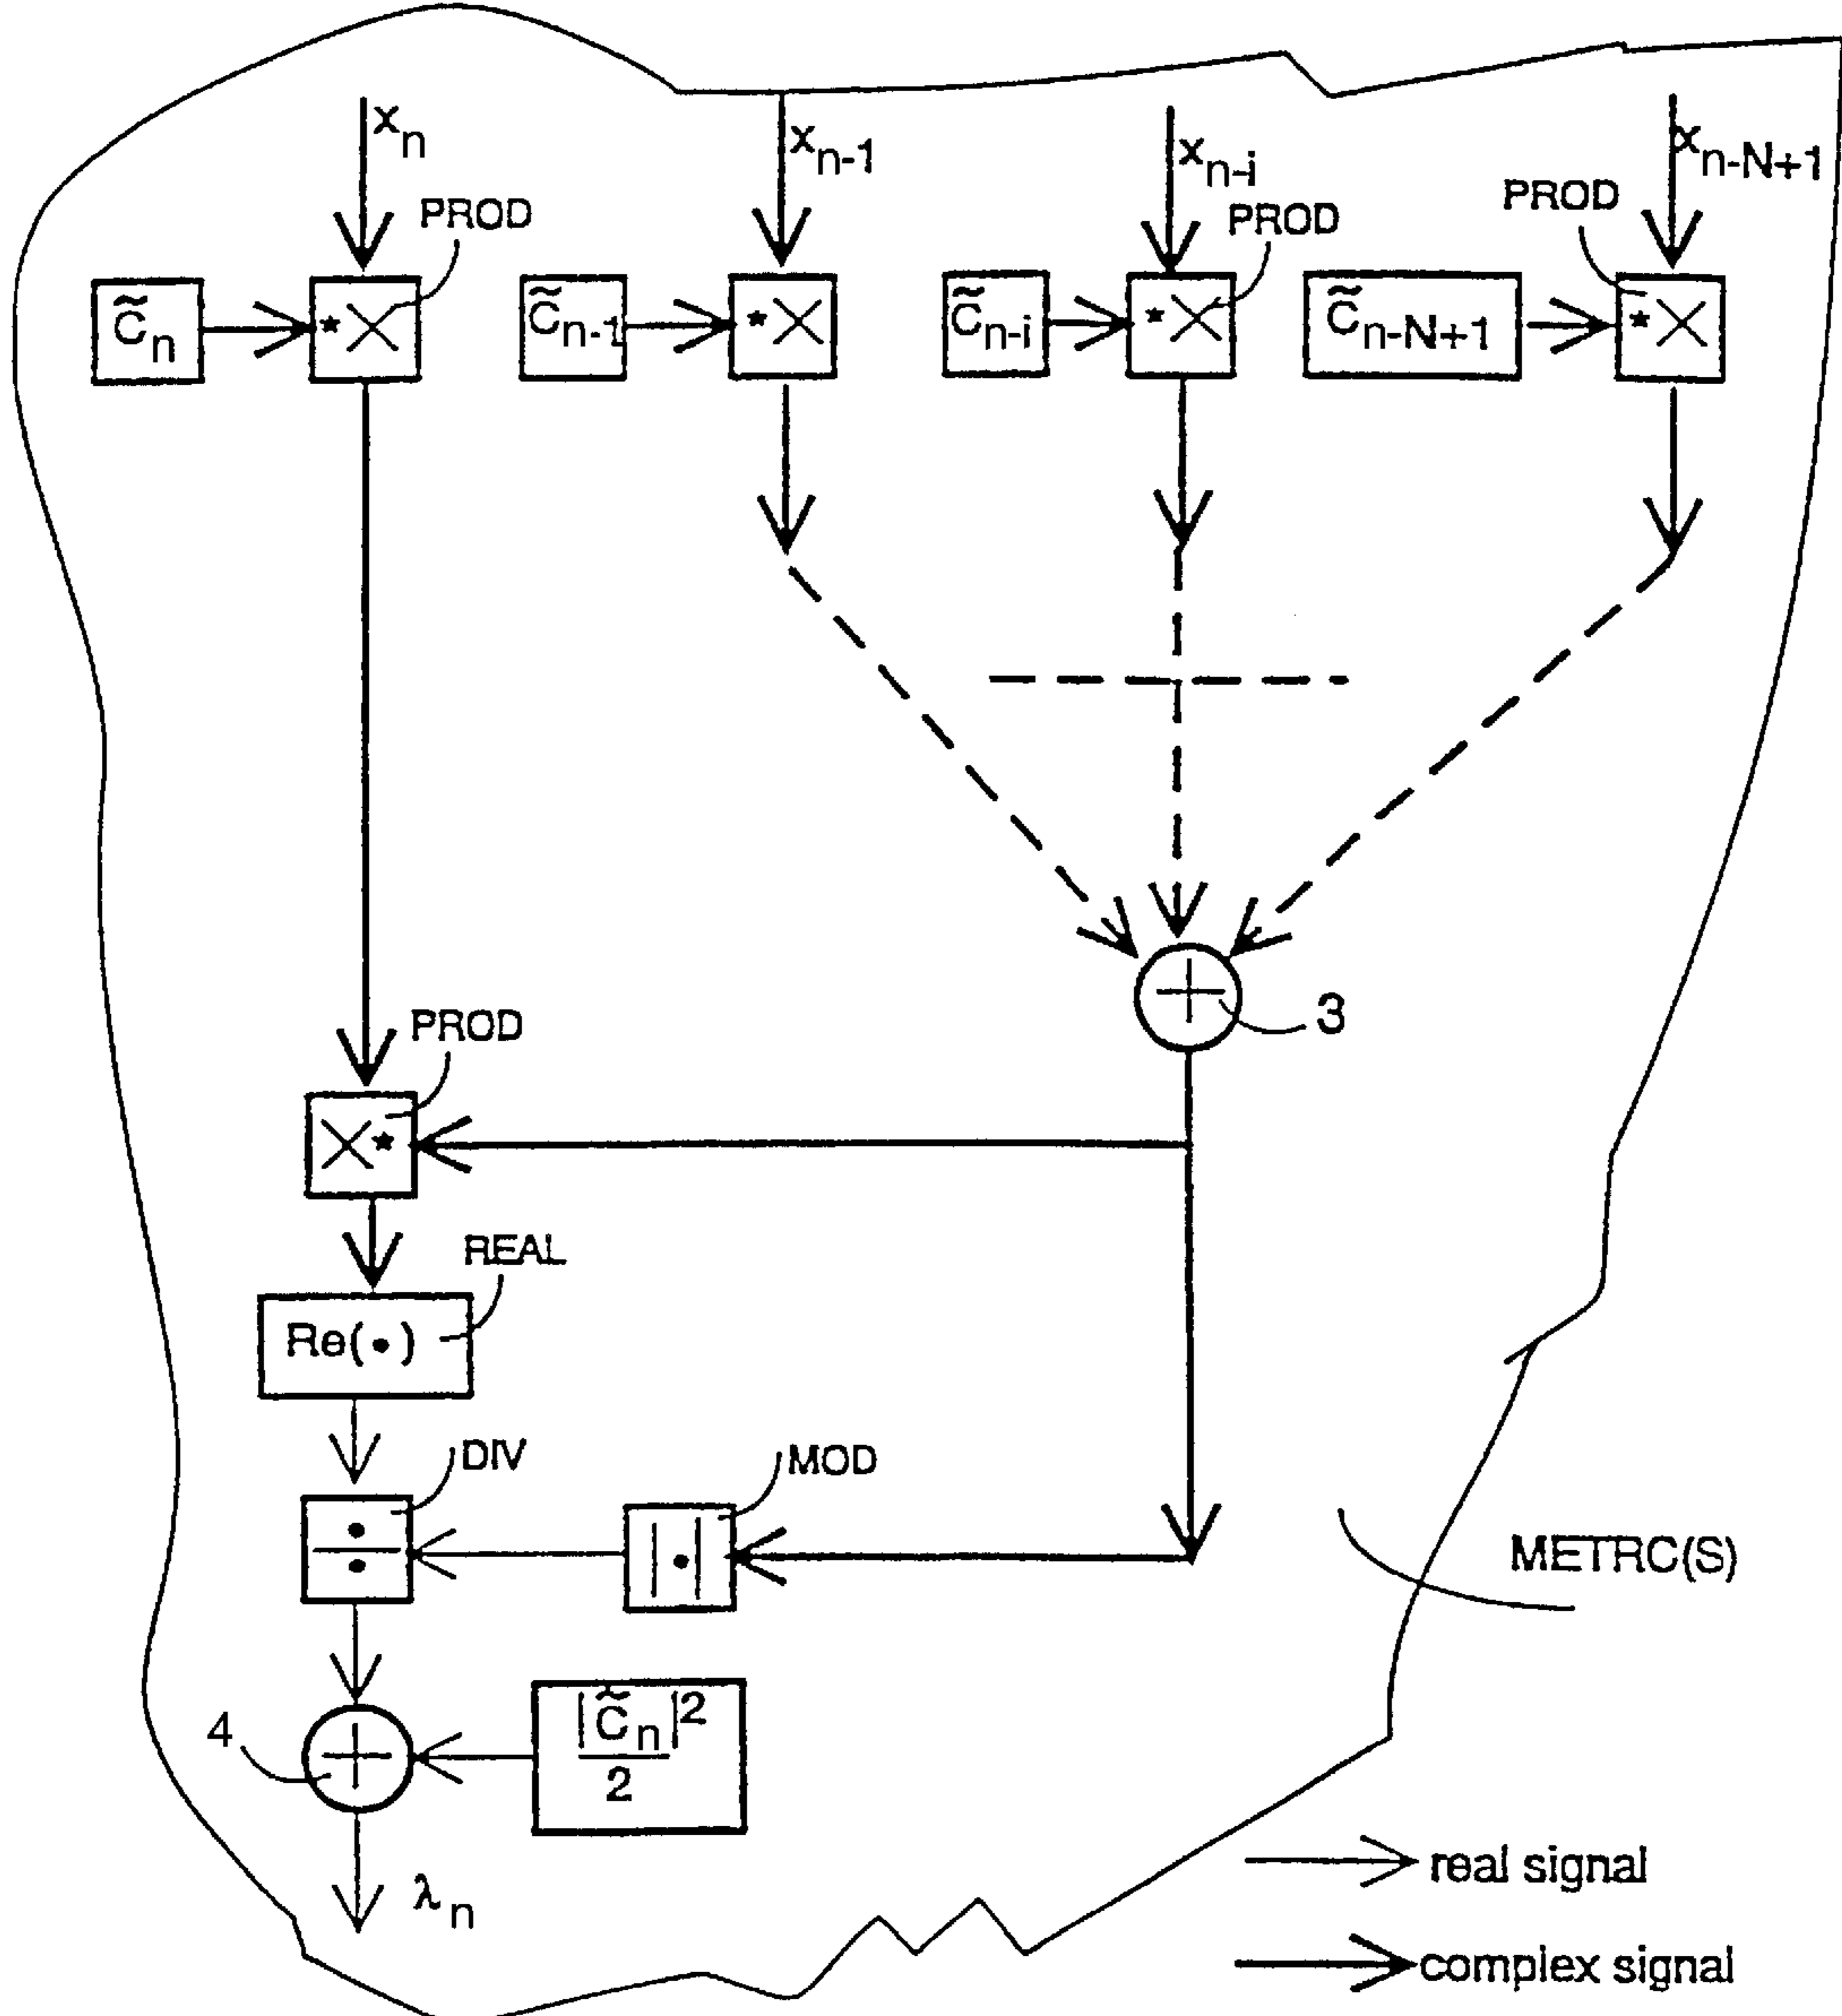 xₙ
xₙ₋₁
xₙ₋ᵢ
x_{n-N+1}
PROD
PROD
PROD
C̃ₙ
* ×
C̃ₙ₋₁
* ×
C̃ₙ₋ᵢ
* ×
C̃_{n-N+1}
* ×
+
3
PROD
× *
REAL
Re(•)
DIV
MOD
÷
|•|
METRC(S)
4
+
|C̃ₙ|²
2
λₙ
real signal
complex signal